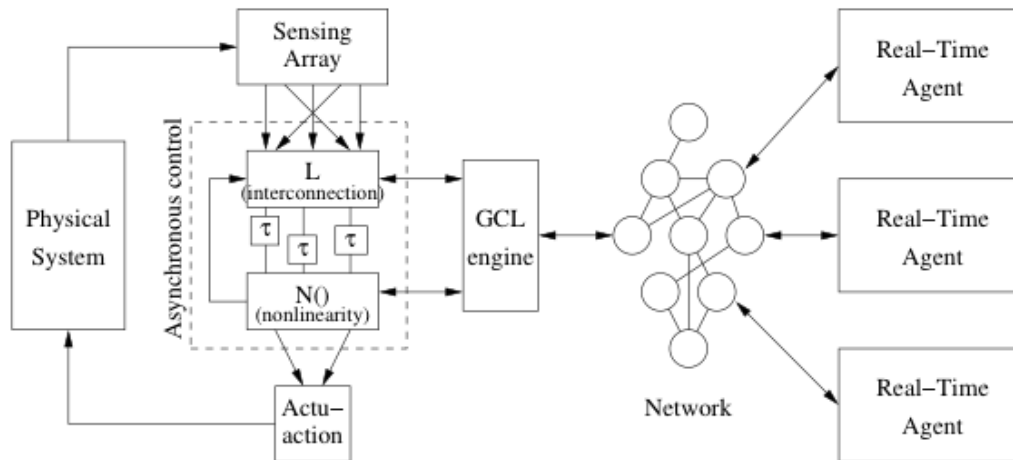 Sensing
Array
Real-Time
Agent
Asynchronous control
L
(interconnection)
τ
τ
τ
N()
(nonlinearity)
Physical
System
GCL
engine
Real-Time
Agent
Network
Actu-
action
Real-Time
Agent